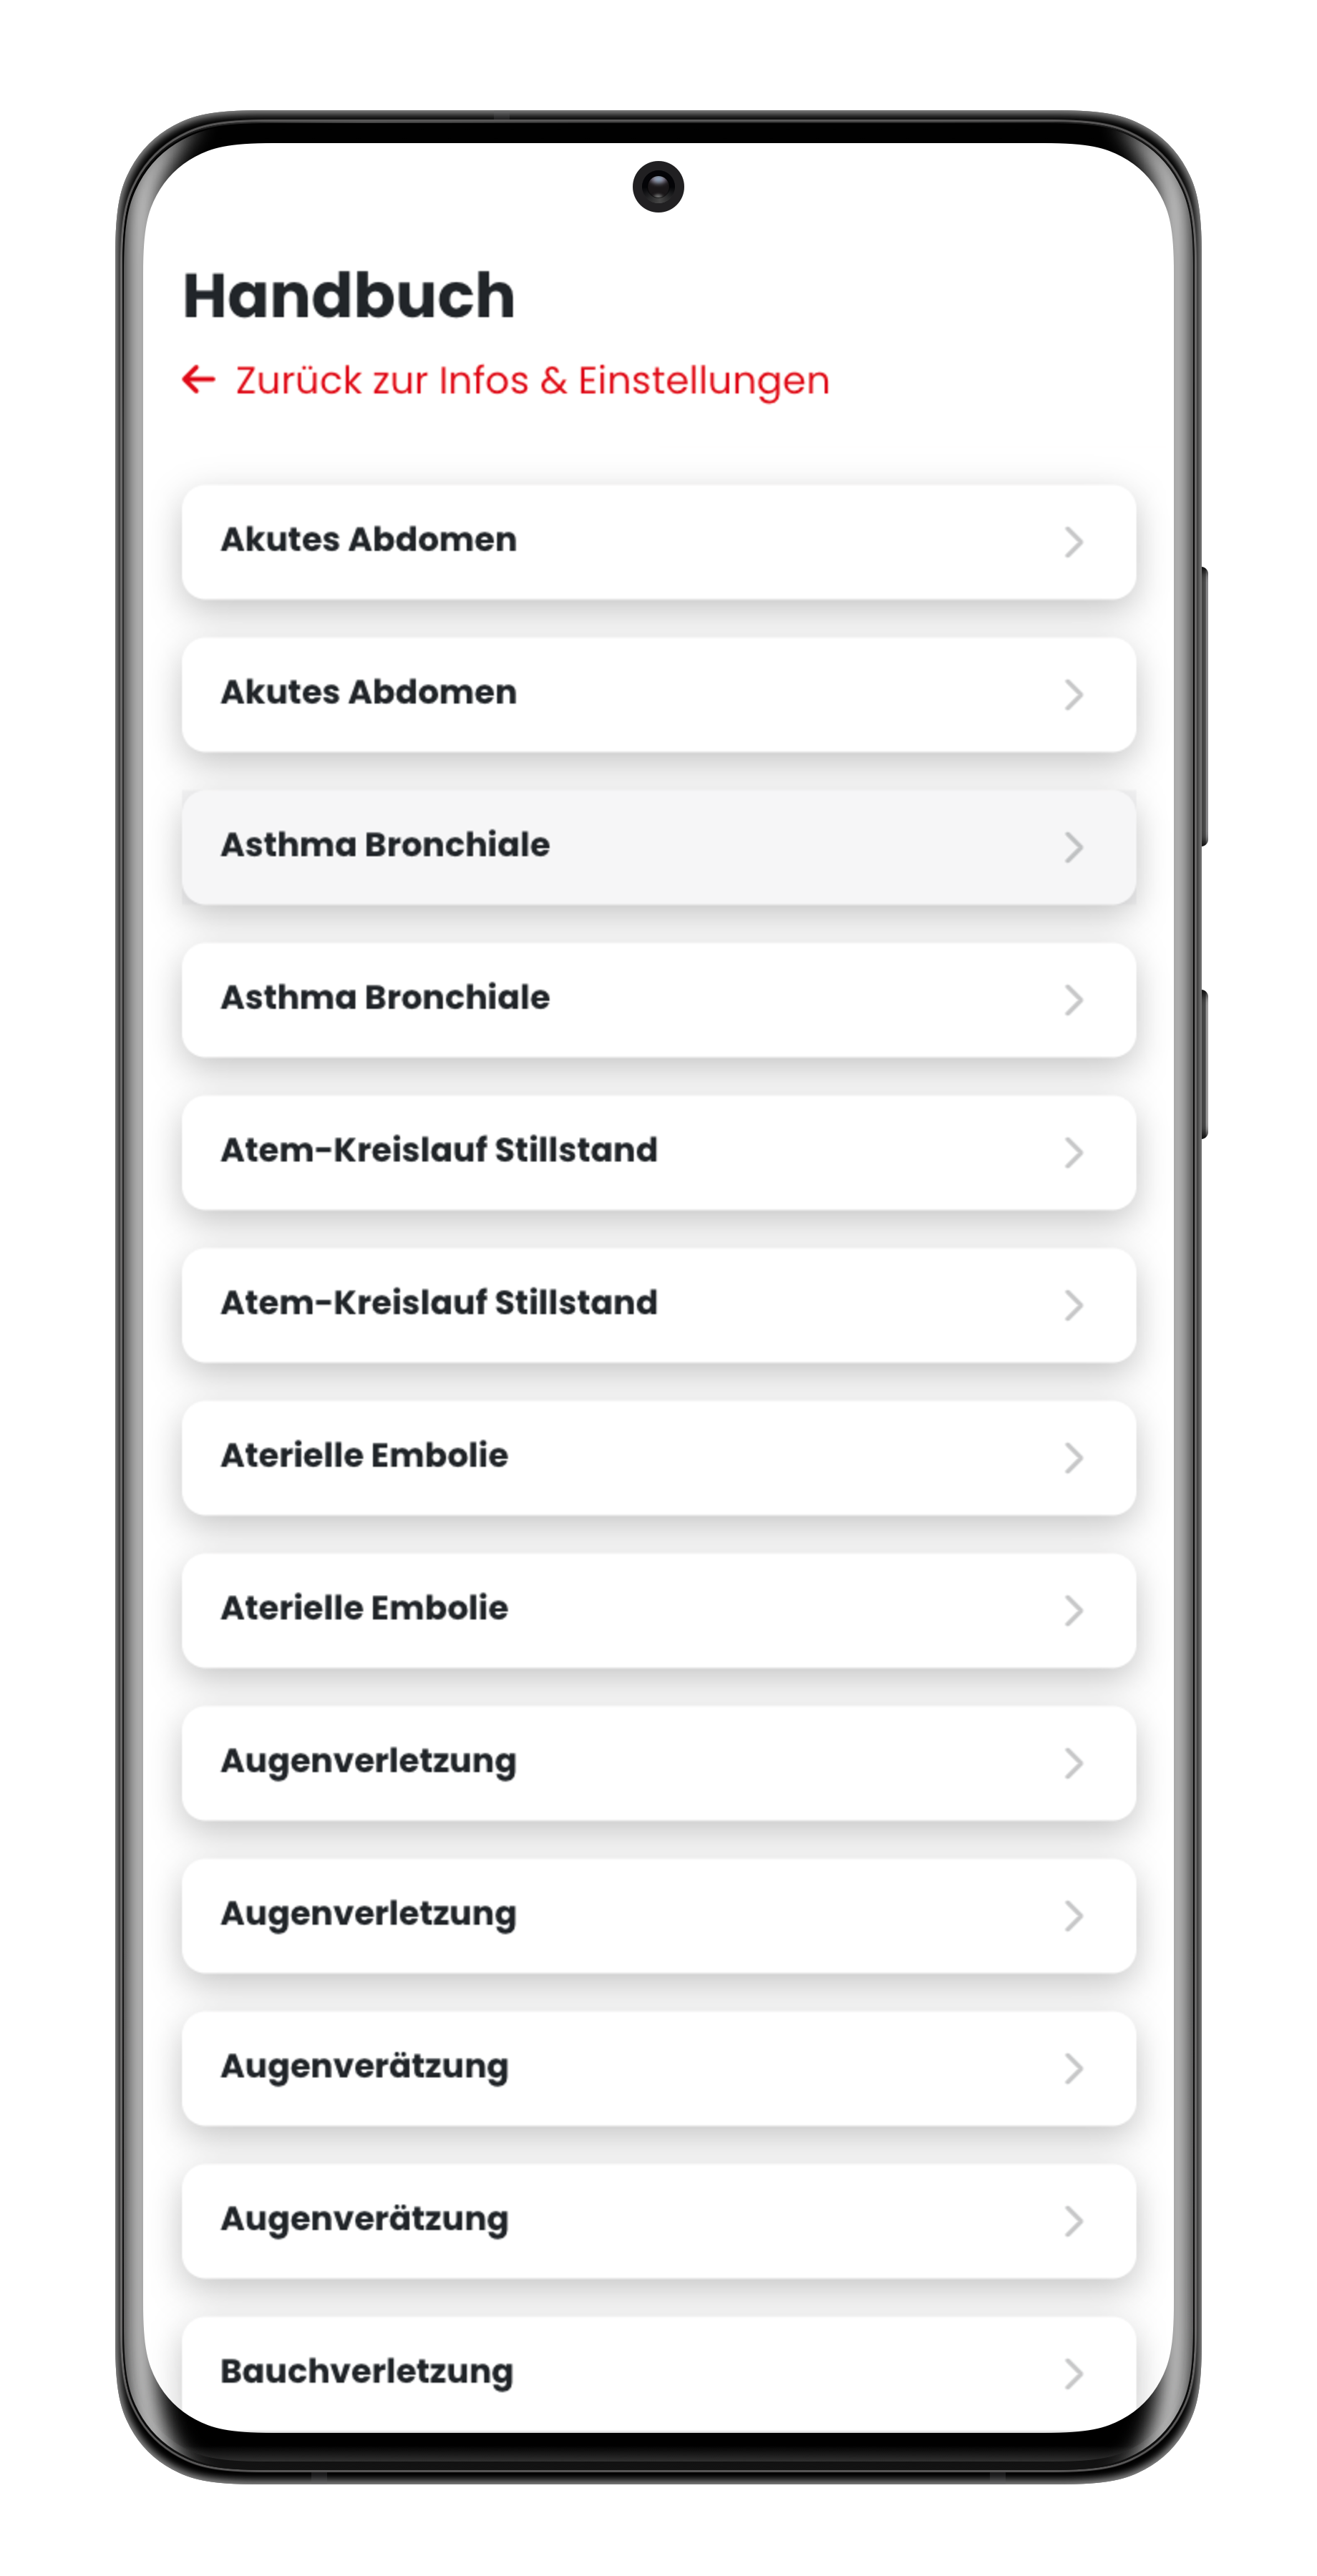 Handbuch
← Zurück zur Infos & Einstellungen
Akutes Abdomen
Akutes Abdomen
Asthma Bronchiale
Asthma Bronchiale
Atem-Kreislauf Stillstand
Atem-Kreislauf Stillstand
Aterielle Embolie
Aterielle Embolie
Augenverletzung
Augenverletzung
Augenverätzung
Augenverätzung
Bauchverletzung